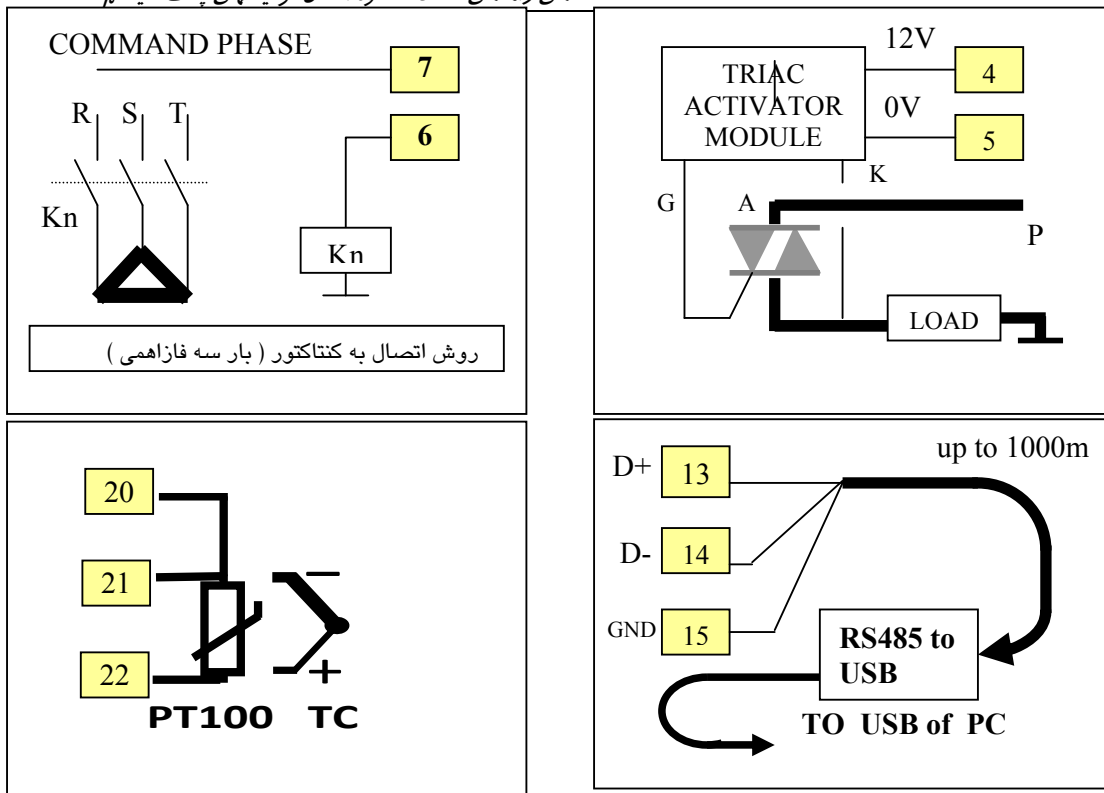 COMMAND PHASE
7
R S T
6
Kn
Kn
روش اتصال به کنتاکتور ( بار سه فازاهمی )
12V
4
TRIAC
ACTIVATOR
MODULE
0V
5
K
G
A
P
LOAD
20
21
22
PT100 TC
up to 1000m
D+
13
D-
14
GND
15
RS485 to
USB
TO USB of PC